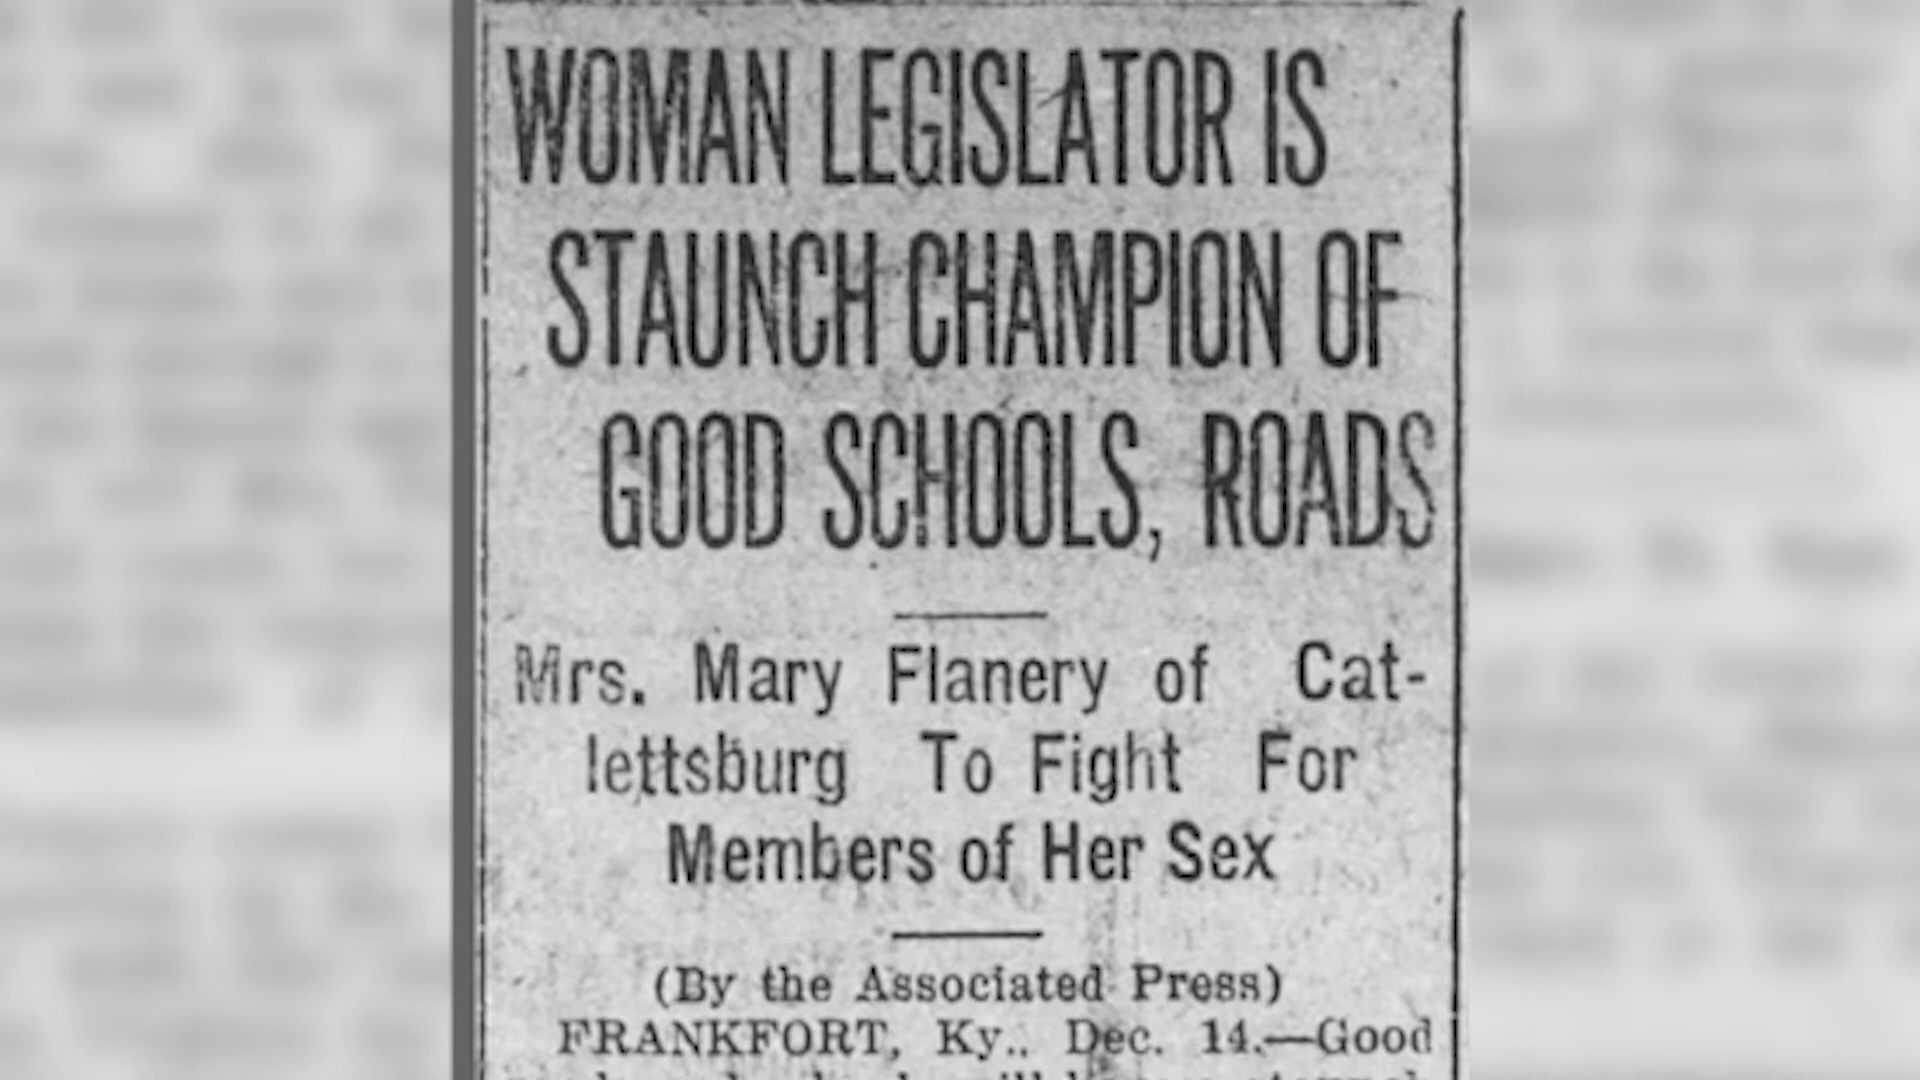 WOMAN LEGISLATOR IS
STAUNCH CHAMPION OF
GOOD SCHOOLS, ROADS
Mrs. Mary Flanery of Cat-
lettsburg To Fight For
Members of Her Sex
(By the Associated Press)
FRANKFORT, Ky., Dec. 14.—Good